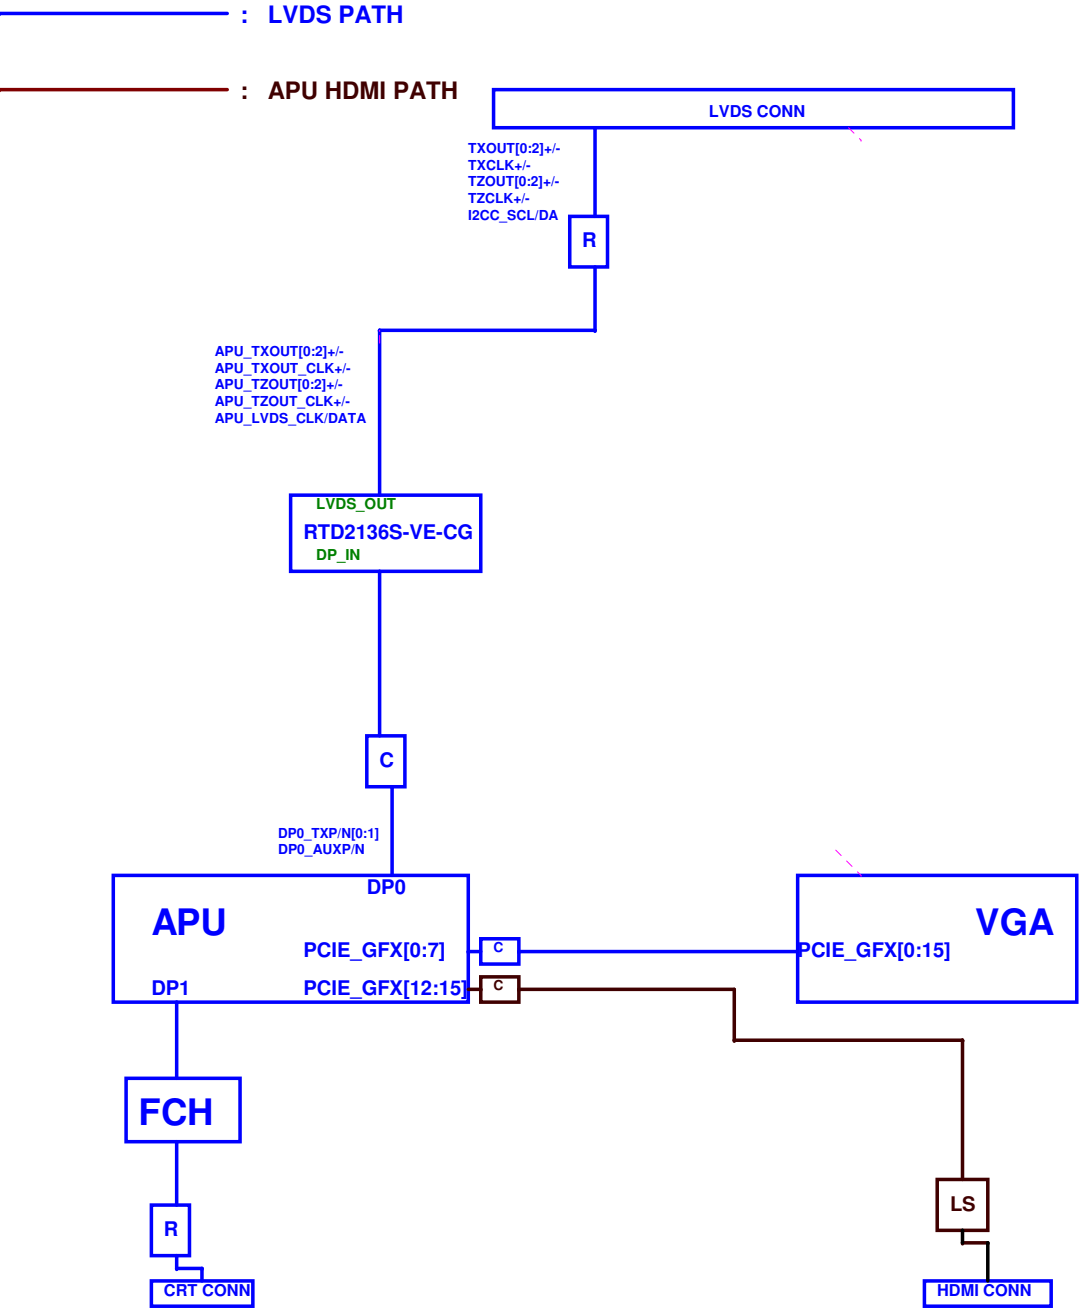 : LVDS PATH
: APU HDMI PATH
LVDS CONN
TXOUT[0:2]+/-
TXCLK+/-
TZOUT[0:2]+/-
TZCLK+/-
I2CC_SCL/DA
R
APU_TXOUT[0:2]+/-
APU_TXOUT_CLK+/-
APU_TZOUT[0:2]+/-
APU_TZOUT_CLK+/-
APU_LVDS_CLK/DATA
LVDS_OUT
RTD2136S-VE-CG
DP_IN
C
DP0_TXP/N[0:1]
DP0_AUXP/N
DP0
APU
VGA
PCIE_GFX[0:7]
C
PCIE_GFX[0:15]
DP1
PCIE_GFX[12:15]
C
FCH
LS
R
CRT CONN
HDMI CONN